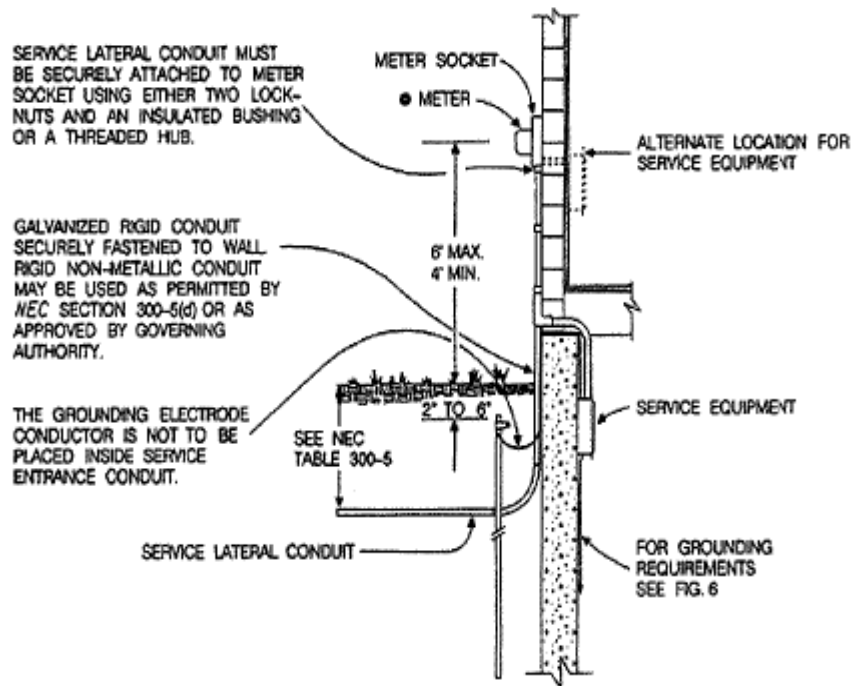 SERVICE LATERAL CONDUIT MUST
BE SECURELY ATTACHED TO METER
SOCKET USING EITHER TWO LOCK-
NUTS AND AN INSULATED BUSHING
OR A THREADED HUB.
METER SOCKET
METER
ALTERNATE LOCATION FOR
SERVICE EQUIPMENT
GALVANIZED RIGID CONDUIT
SECURELY FASTENED TO WALL
RIGID NON-METALLIC CONDUIT
MAY BE USED AS PERMITTED BY
NEC SECTION 300-5(d) OR AS
APPROVED BY GOVERNING
AUTHORITY.
6' MAX.
4' MIN.
THE GROUNDING ELECTRODE
CONDUCTOR IS NOT TO BE
PLACED INSIDE SERVICE
ENTRANCE CONDUIT.
2" TO 6"
SEE NEC
TABLE 300-5
SERVICE EQUIPMENT
SERVICE LATERAL CONDUIT
FOR GROUNDING
REQUIREMENTS
SEE FIG. 6